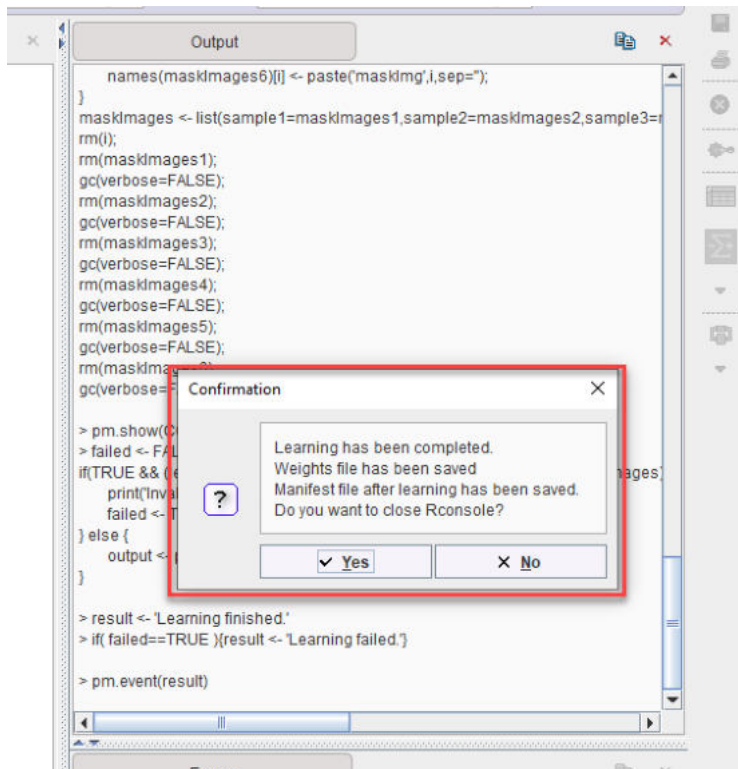 Output
names(maskImages6)[i] <- paste('maskImg',i,sep='');
}
maskImages <- list(sample1=maskImages1,sample2=maskImages2,sample3=
rm(i);
rm(maskImages1);
gc(verbose=FALSE);
rm(maskImages2);
gc(verbose=FALSE);
rm(maskImages3);
gc(verbose=FALSE);
rm(maskImages4);
gc(verbose=FALSE);
rm(maskImages5);
gc(verbose=FALSE);
gc(verbose=
Confirmation
Learning has been completed.
Weights file has been saved
Manifest file after learning has been saved.
Do you want to close Rconsole?
Yes
No
> pm.show(
> failed <-
if(TRUE && (
print('
failed <-
} else {
output <-
}
> result <- 'Learning finished.'
> if( failed==TRUE ){result <- 'Learning failed.'}
> pm.event(result)